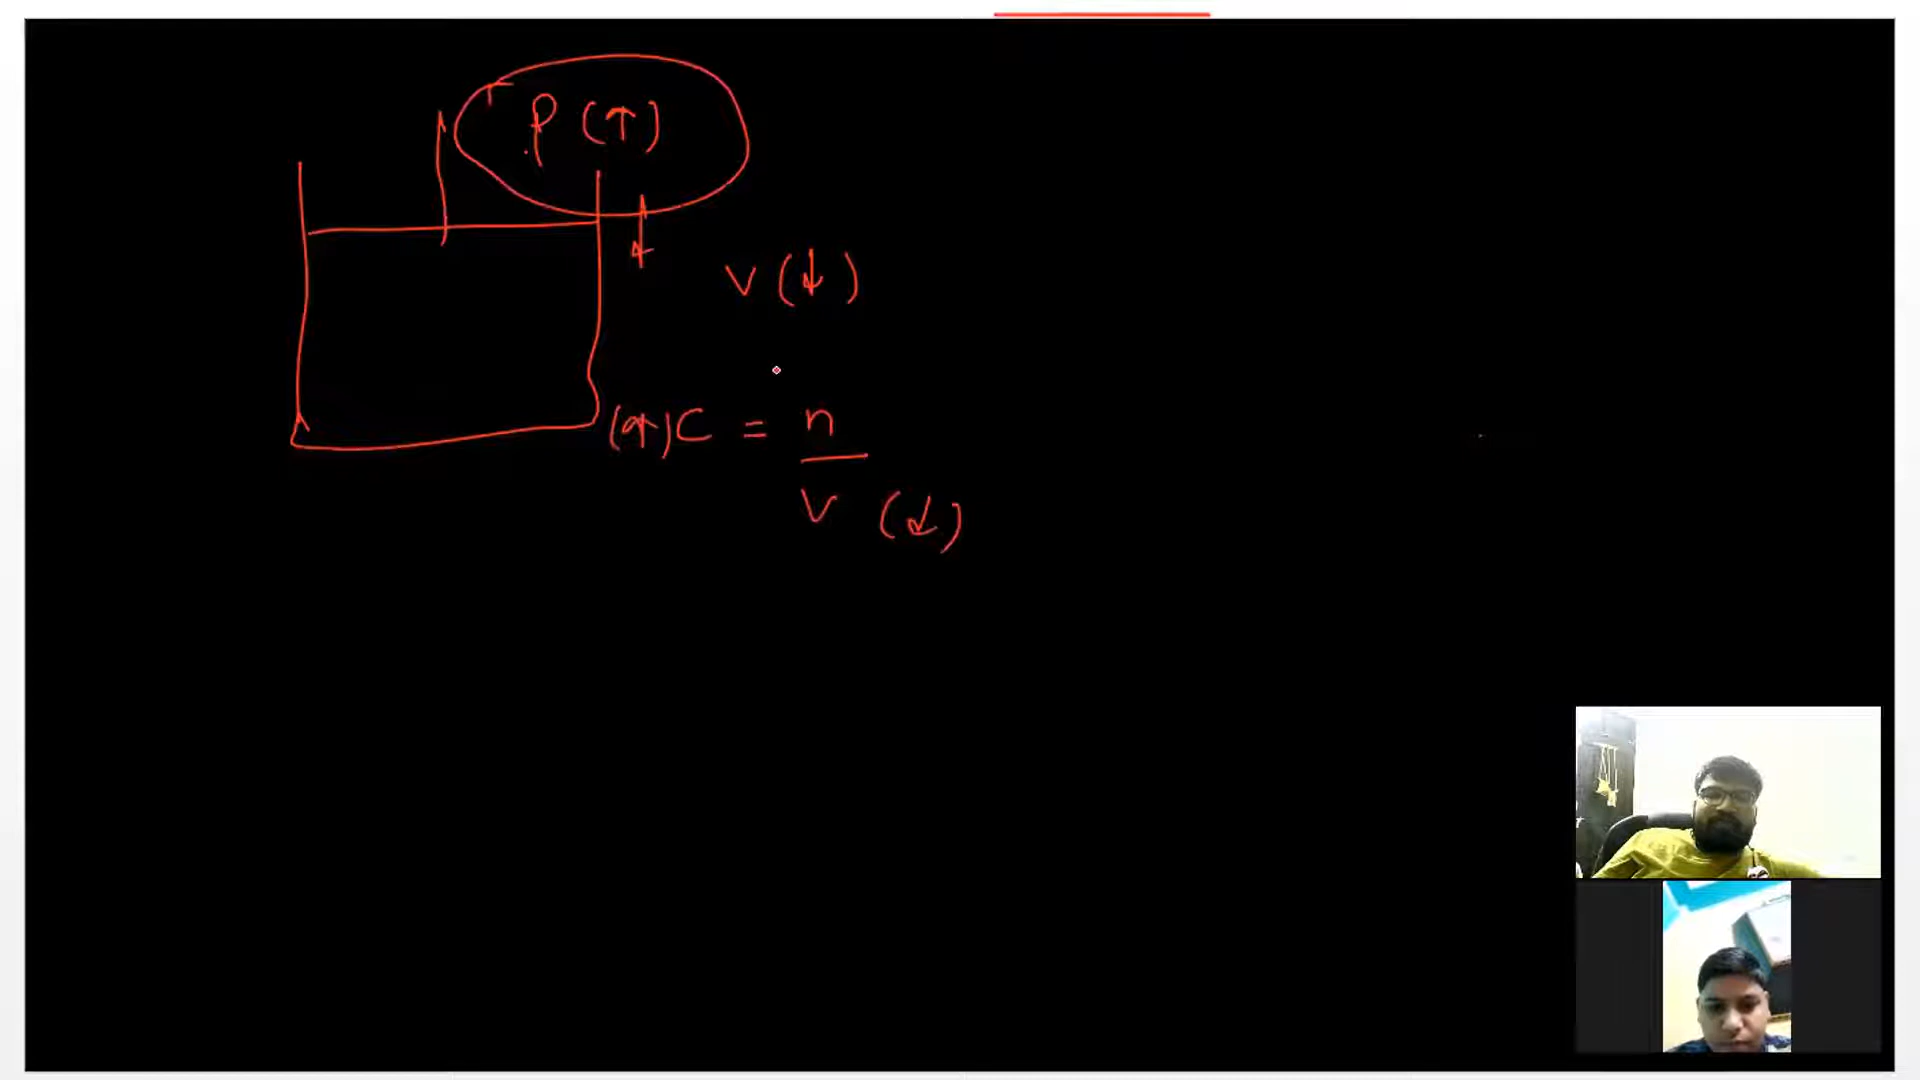 P (↑)
V (↓)
(↑) C = n
V (↓)